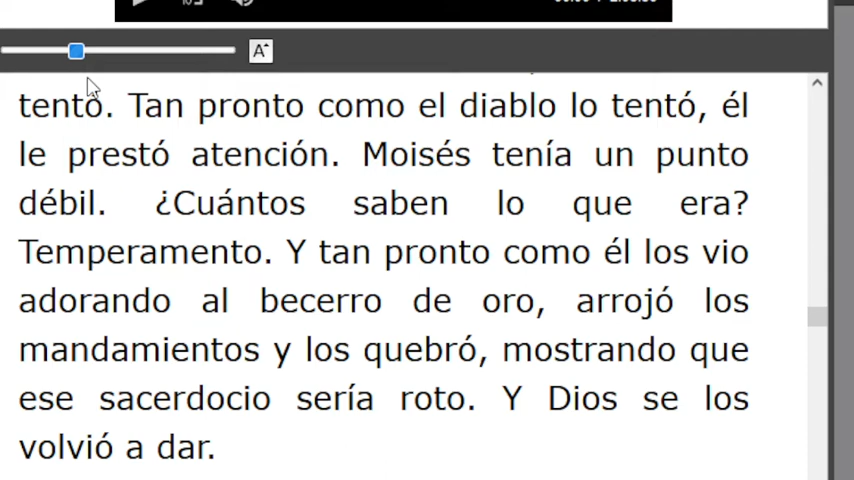 A
tentó. Tan pronto como el diablo lo tentó, él
le prestó atención. Moisés tenía un punto
débil. ¿Cuántos saben lo que era?
Temperamento. Y tan pronto como él los vio
adorando al becerro de oro, arrojó los
mandamientos y los quebró, mostrando que
ese sacerdocio sería roto. Y Dios se los
volvió a dar.